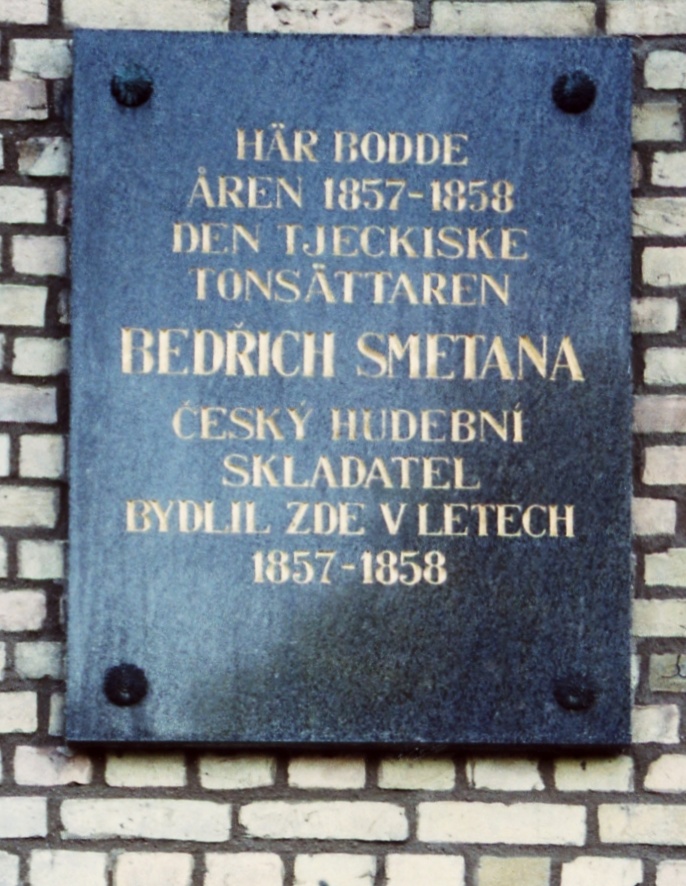 HÄR BODDE
ÅREN 1857-1858
DEN TJECKISKE
TONSÄTTAREN
BEDŘICH SMETANA
ČESKÝ HUDEBNÍ
SKLADATEL
BYDLIL ZDE V LETECH
1857-1858